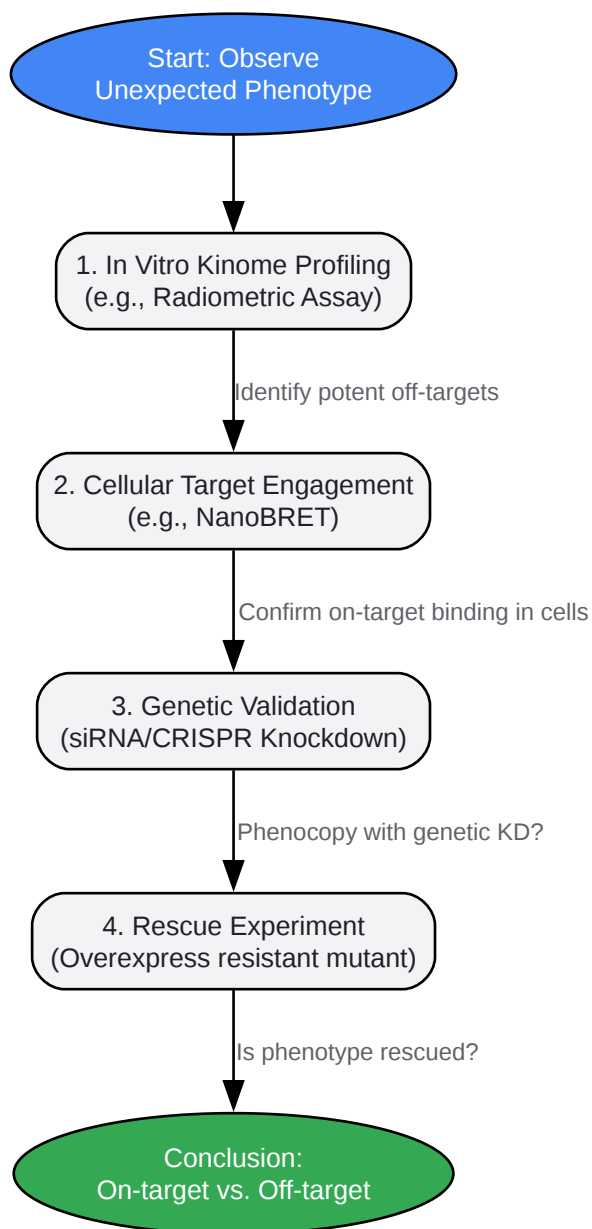 Start: Observe
Unexpected Phenotype
1. In Vitro Kinome Profiling
(e.g., Radiometric Assay)
Identify potent off-targets
2. Cellular Target Engagement
(e.g., NanoBRET)
Confirm on-target binding in cells
3. Genetic Validation
(siRNA/CRISPR Knockdown)
Phenocopy with genetic KD?
4. Rescue Experiment
(Overexpress resistant mutant)
Is phenotype rescued?
Conclusion:
On-target vs. Off-target